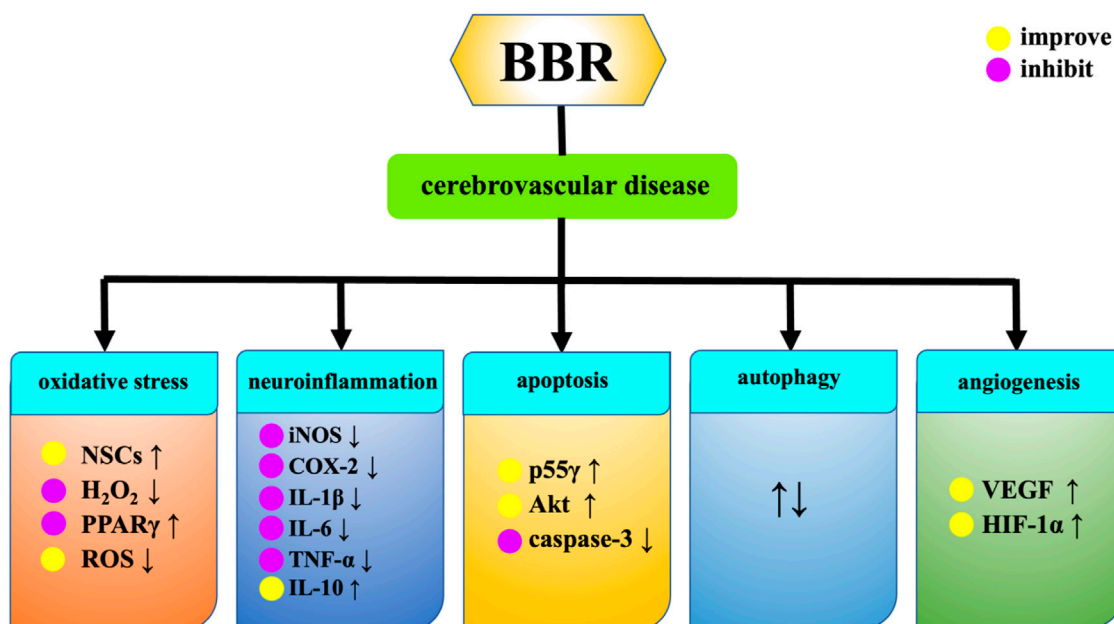 BBR
improve
inhibit
cerebrovascular disease
oxidative stress
NSCs ↑
H₂O₂ ↓
PPARγ ↑
ROS ↓
neuroinflammation
iNOS ↓
COX-2 ↓
IL-1β ↓
IL-6 ↓
TNF-α ↓
IL-10 ↑
apoptosis
p55γ ↑
Akt ↑
caspase-3 ↓
autophagy
↑↓
angiogenesis
VEGF ↑
HIF-1α ↑